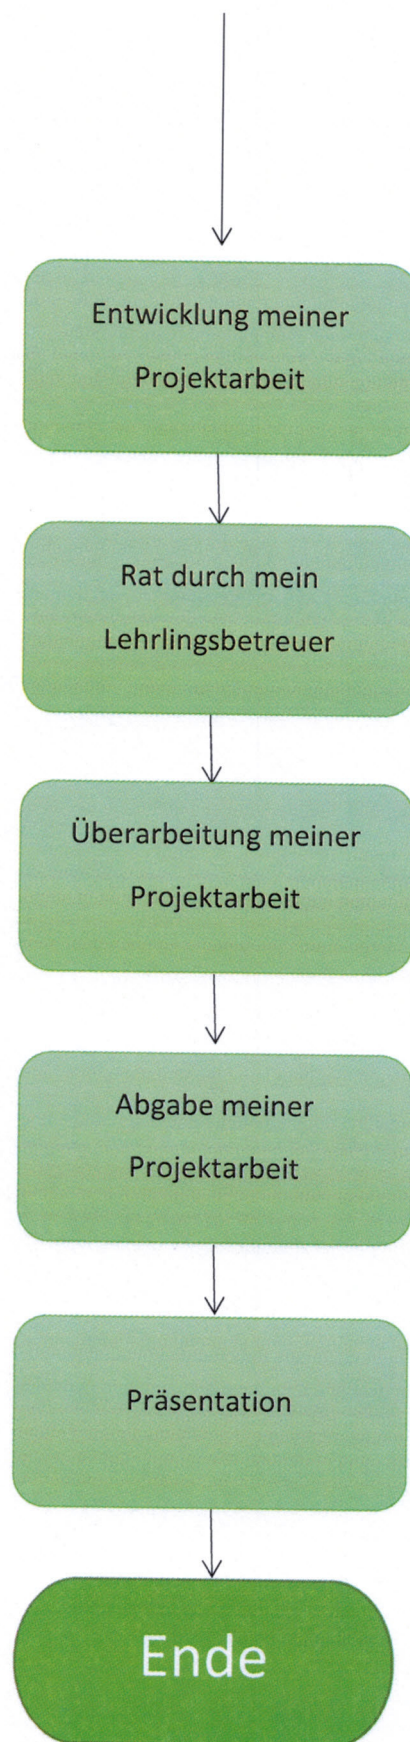 Entwicklung meiner
Projektarbeit
Rat durch mein
Lehrlingsbetreuer
Überarbeitung meiner
Projektarbeit
Abgabe meiner
Projektarbeit
Präsentation
Ende